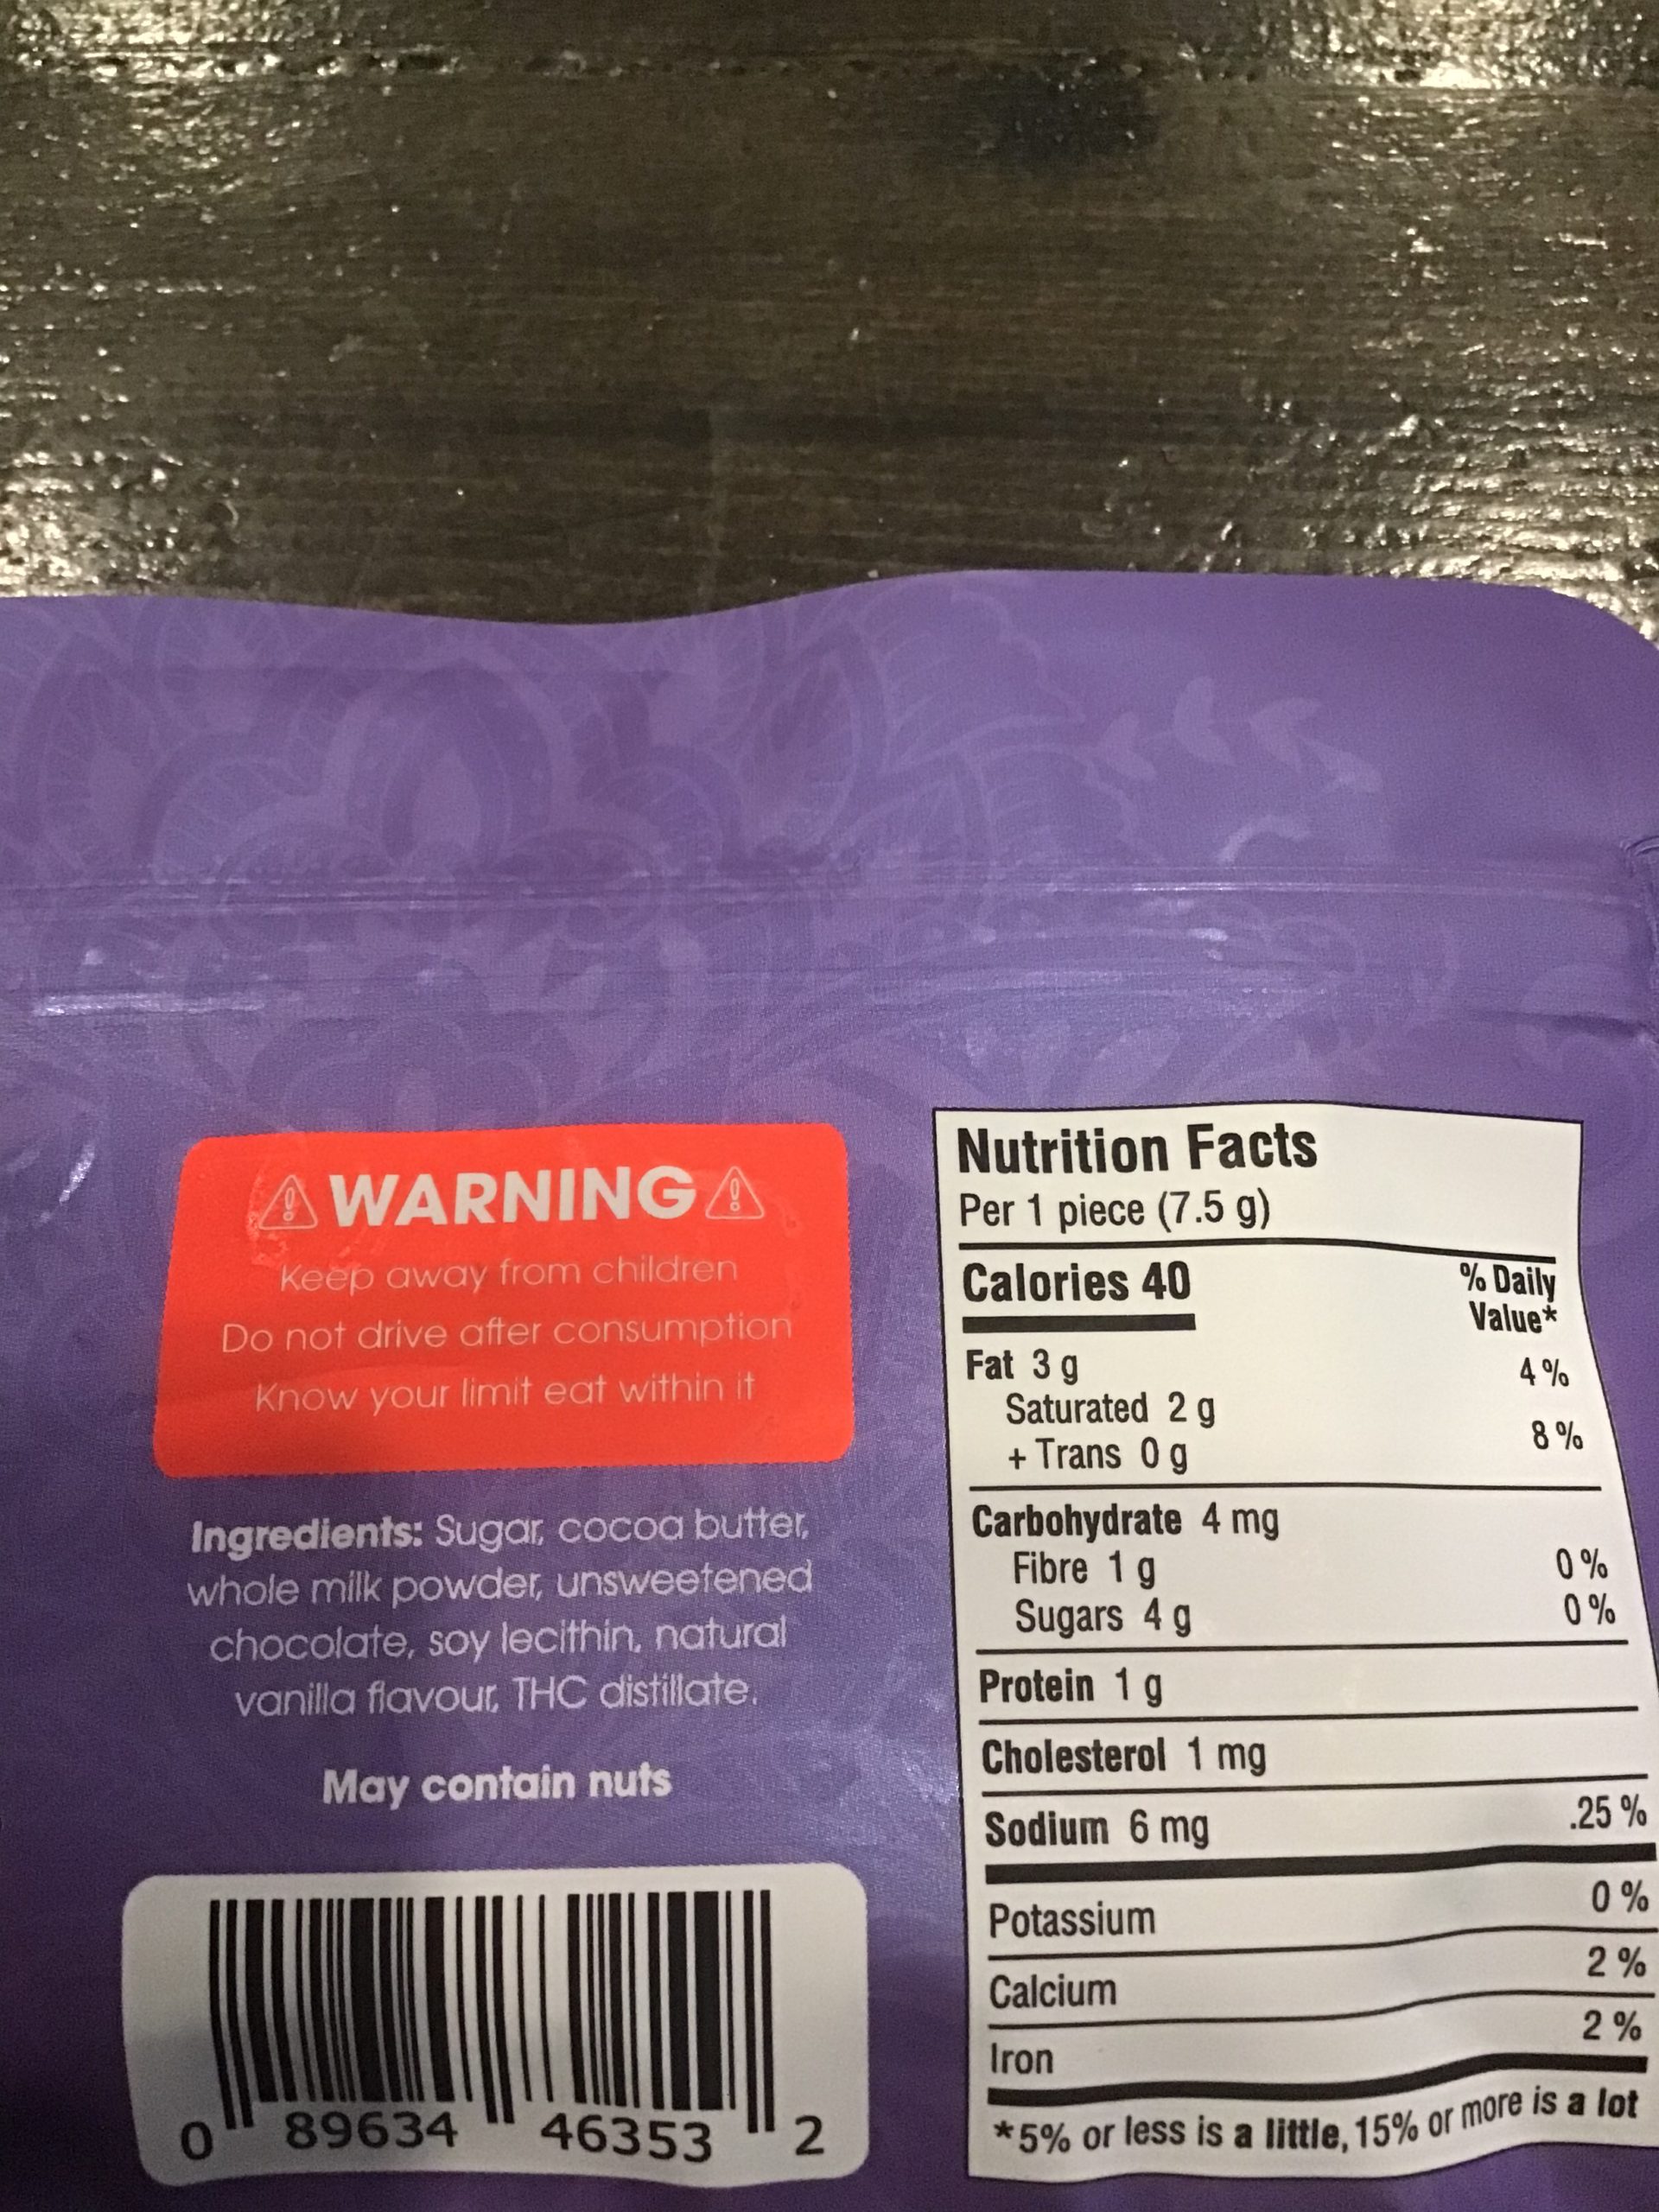 WARNING
Keep away from children
Do not drive after consumption
Know your limit eat within it
Ingredients: Sugar, cocoa butter,
whole milk powder, unsweetened
chocolate, soy lecithin, natural
vanilla flavour, THC distillate.
May contain nuts
0 89634 46353 2
Nutrition Facts
Per 1 piece (7.5 g)
Calories 40
% Daily
Value*
Fat 3 g 4 %
Saturated 2 g
+ Trans 0 g 8 %
Carbohydrate 4 mg
Fibre 1 g 0 %
Sugars 4 g 0 %
Protein 1 g
Cholesterol 1 mg
Sodium 6 mg .25 %
Potassium 0 %
Calcium 2 %
Iron 2 %
*5% or less is a little, 15% or more is a lot